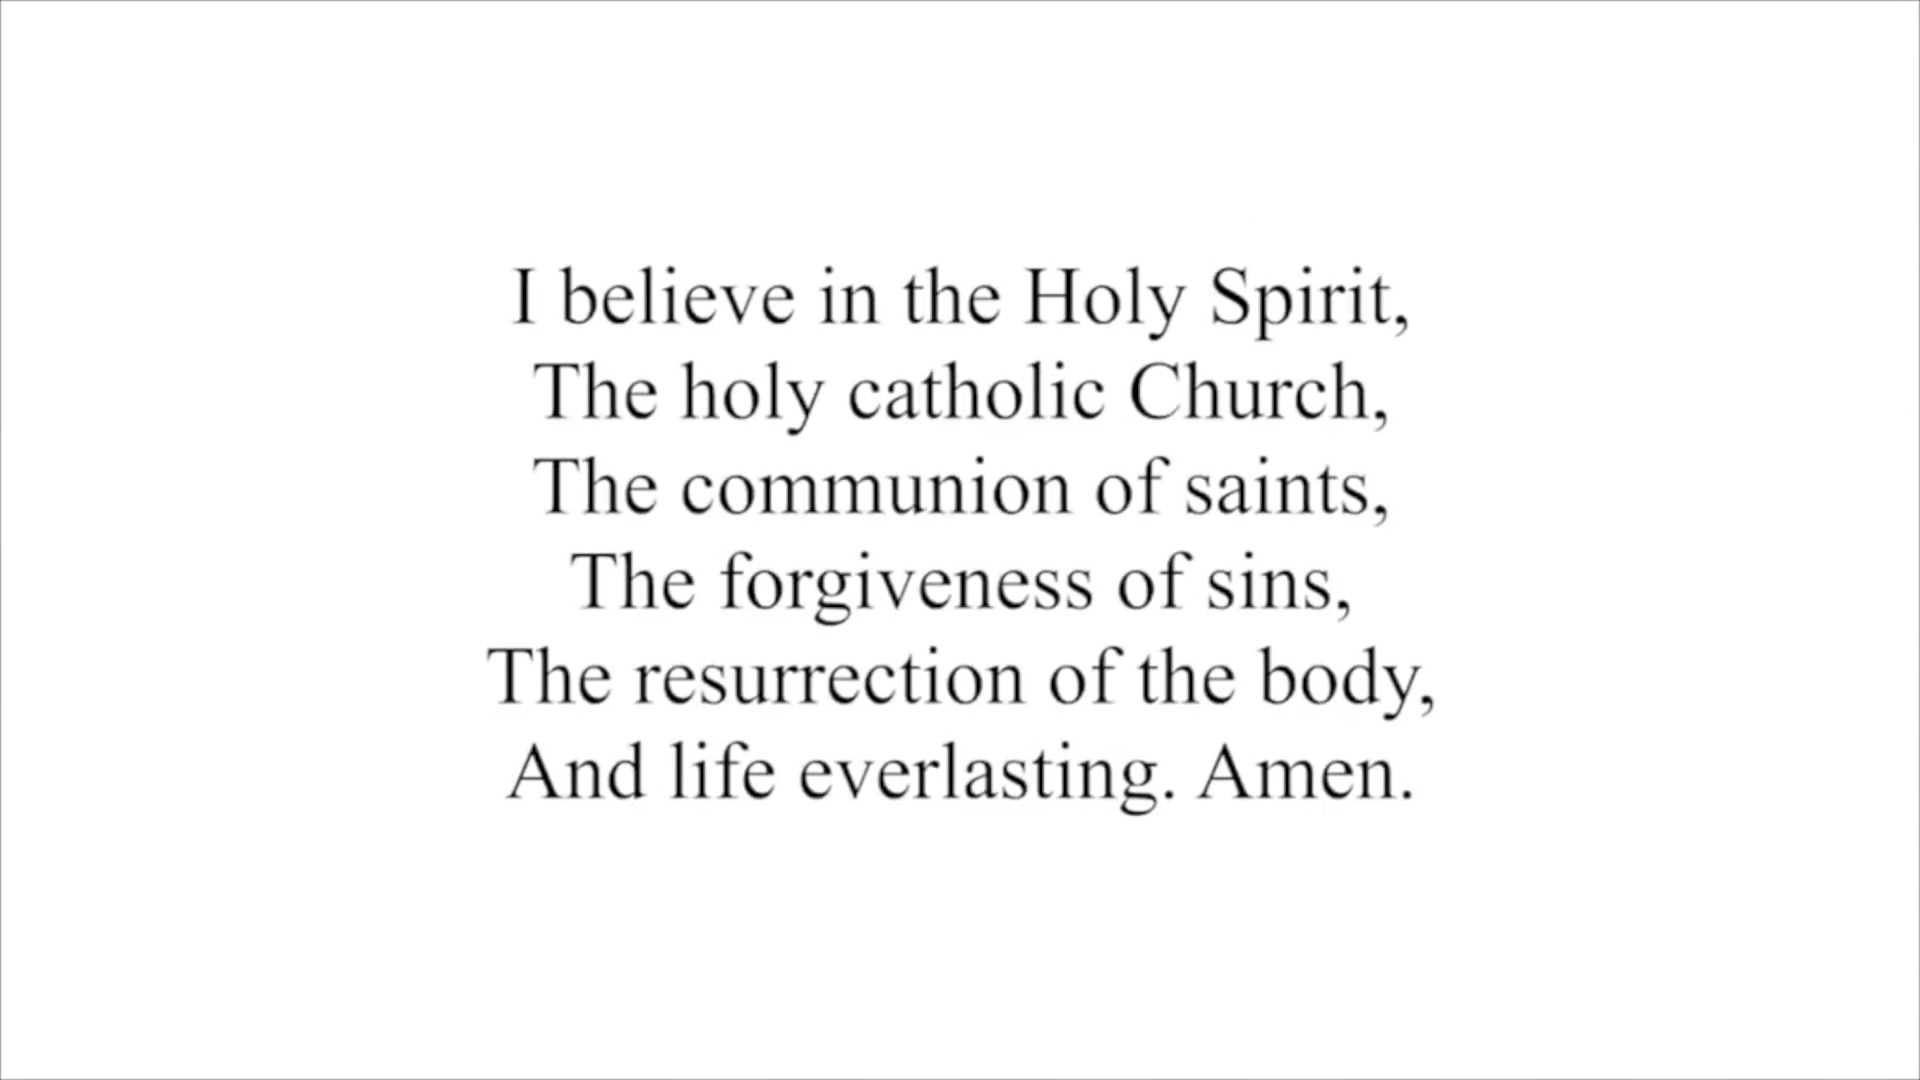 I believe in the Holy Spirit,
The holy catholic Church,
The communion of saints,
The forgiveness of sins,
The resurrection of the body,
And life everlasting. Amen.